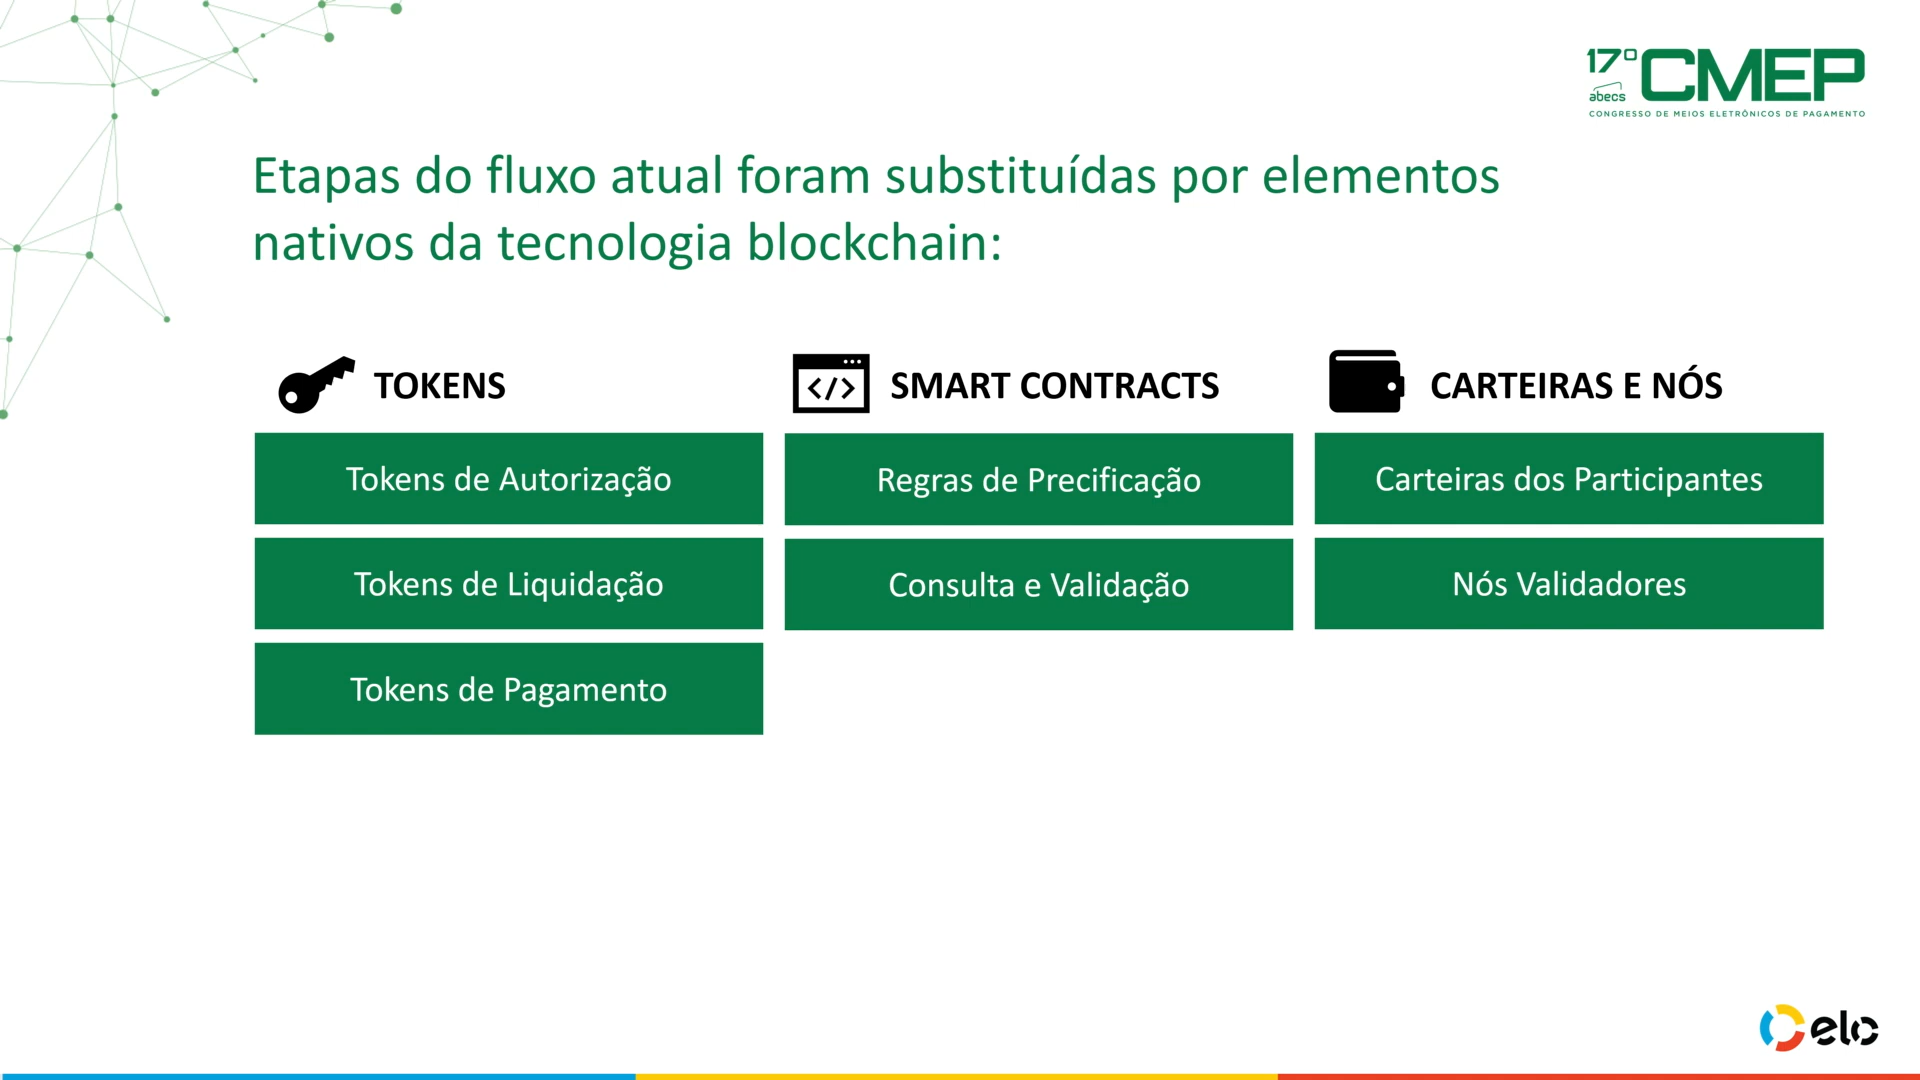 17º CMEP
abecs
CONGRESSO DE MEIOS ELETRÔNICOS DE PAGAMENTO
Etapas do fluxo atual foram substituídas por elementos
nativos da tecnologia blockchain:
TOKENS
Tokens de Autorização
Tokens de Liquidação
Tokens de Pagamento
</> SMART CONTRACTS
Regras de Precificação
Consulta e Validação
CARTEIRAS E NÓS
Carteiras dos Participantes
Nós Validadores
elo